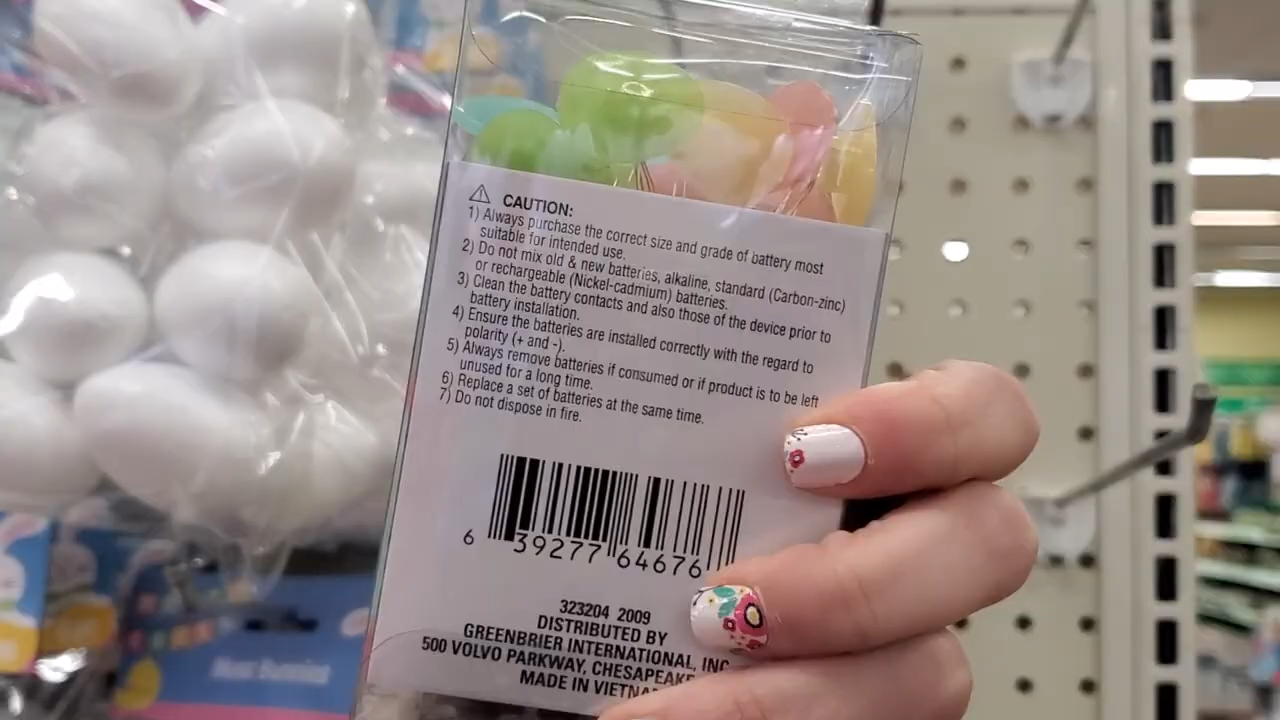 CAUTION:
1) Always purchase the correct size and grade of battery most
suitable for intended use.
2) Do not mix old & new batteries, alkaline, standard (Carbon-zinc)
or rechargeable (Nickel-cadmium) batteries.
3) Clean the battery contacts and also those of the device prior to
battery installation.
4) Ensure the batteries are installed correctly with the regard to
polarity (+ and -).
5) Always remove batteries if consumed or if product is to be left
unused for a long time.
6) Replace a set of batteries at the same time.
7) Do not dispose in fire.
6 39277 64676
323204 2009
DISTRIBUTED BY
GREENBRIER INTERNATIONAL, INC
500 VOLVO PARKWAY, CHESAPEAKE
MADE IN VIETNA